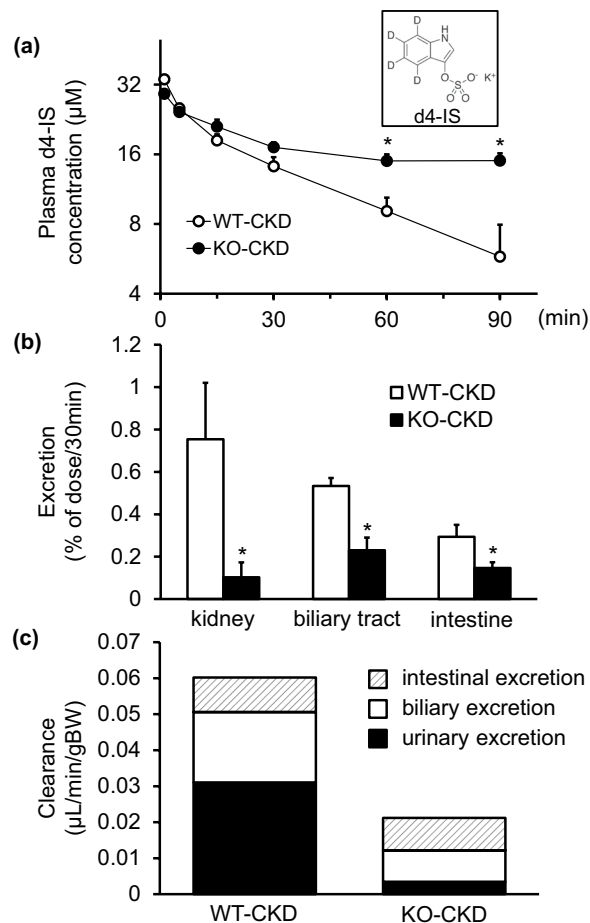 (a)
Plasma d4-IS
concentration (µM)
32
16
8
4
0
30
60
90
(min)
WT-CKD
KO-CKD
*
*
D
D
D
D
H
N
O
S
O-
K+
O
O
d4-IS
(b)
Excretion
(% of dose/30min)
1.2
1
0.8
0.6
0.4
0.2
0
WT-CKD
KO-CKD
*
*
*
kidney
biliary tract
intestine
(c)
Clearance
(µL/min/gBW)
0.07
0.06
0.05
0.04
0.03
0.02
0.01
0
intestinal excretion
biliary excretion
urinary excretion
WT-CKD
KO-CKD